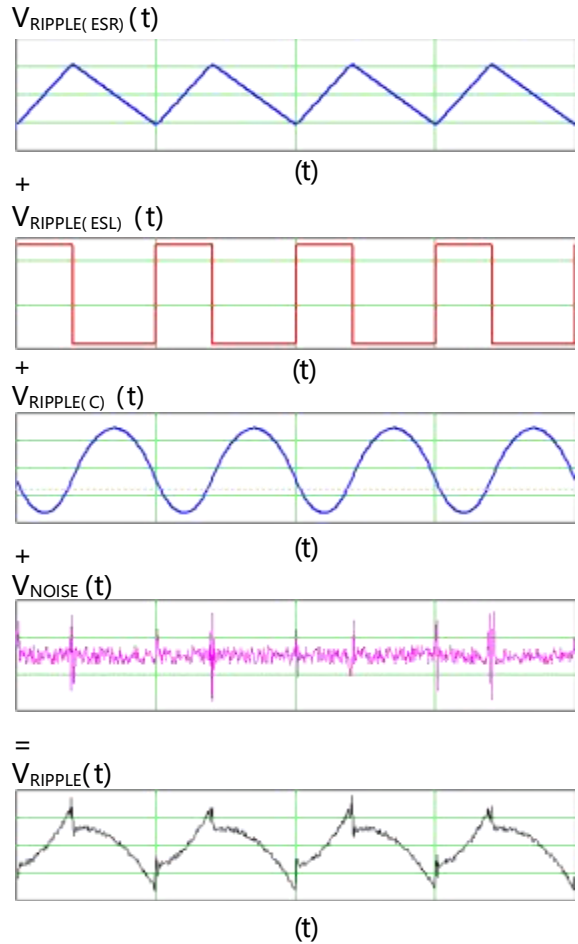 VRIPPLE(ESR)(t)
(t)
+
VRIPPLE(ESL) (t)
(t)
+
VRIPPLE(C) (t)
(t)
+
VNOISE(t)
=
VRIPPLE(t)
(t)